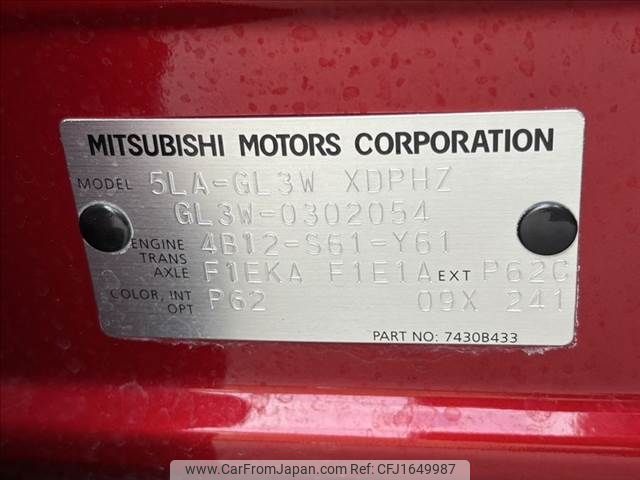 MITSUBISHI MOTORS CORPORATION
MODEL 5LA-GL3W XDPHZ
GL3W-0302054
ENGINE 4B12-S61-Y61
TRANS AXLE F1EKA F1E1A EXT P62C
COLOR, INT OPT P62 09X 241
PART NO: 7430B433
www.CarFromJapan.com CFJ1649987